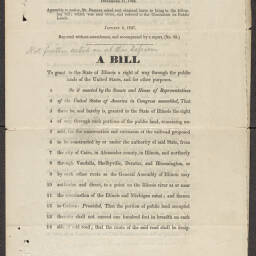 December 17, 1846.
Agreeable to notice, Mr. Semple asked and obtained leave to bring in the following bill; which was read twice, and referred to the Committee on Public Lands.
January 6, 1847.
Reported without amendment, and accompanied by a report, (No. 68.)
Not further acted on at this session
A BILL
To grant to the State of Illinois a right of way through the public
lands of the United States, and for other purposes.
1 Be it enacted by the Senate and House of Representatives
2 of the United States of America in Congress assembled, That
3 there be, and hereby is, granted to the State of Illinois the right
4 of way through such portions of the public land, remaining un-
5 sold, for the construction and extension of the railroad proposed
6 to be constructed by or under the authority of said State, from
7 the city of Cairo, in Alexander county, in Illinois, and northerly
8 through Vandalia, Shelbyville, Decatur, and Bloomington, or
9 by such other route as the General Assembly of Illinois may
10 authorize and direct, to a point on the Illinois river at or near
11 the termination of the Illinois and Michigan canal; and thence
12 to Galena: Provided, That the portion of public land occupied
13 therefor shall not exceed one hundred feet in breadth on each
14 side of said road; that the route of the said road shall be desig-